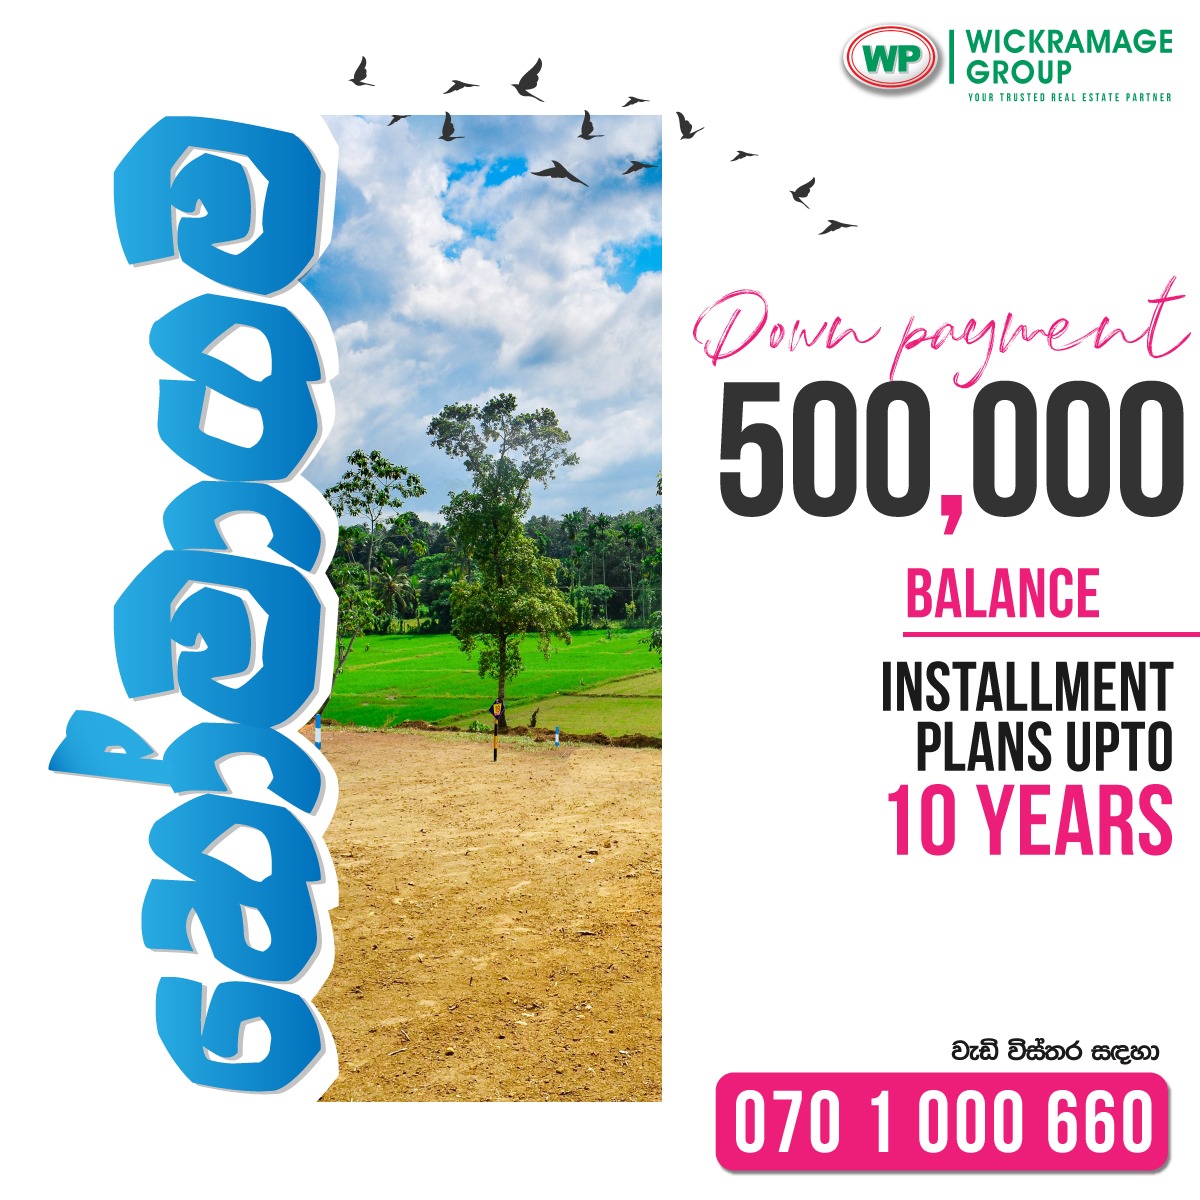 WP
WICKRAMAGE
GROUP
YOUR TRUSTED REAL ESTATE PARTNER
හෝමාගම
Down payment
500,000
BALANCE
INSTALLMENT
PLANS UPTO
10 YEARS
වැඩි විස්තර සඳහා
070 1 000 660